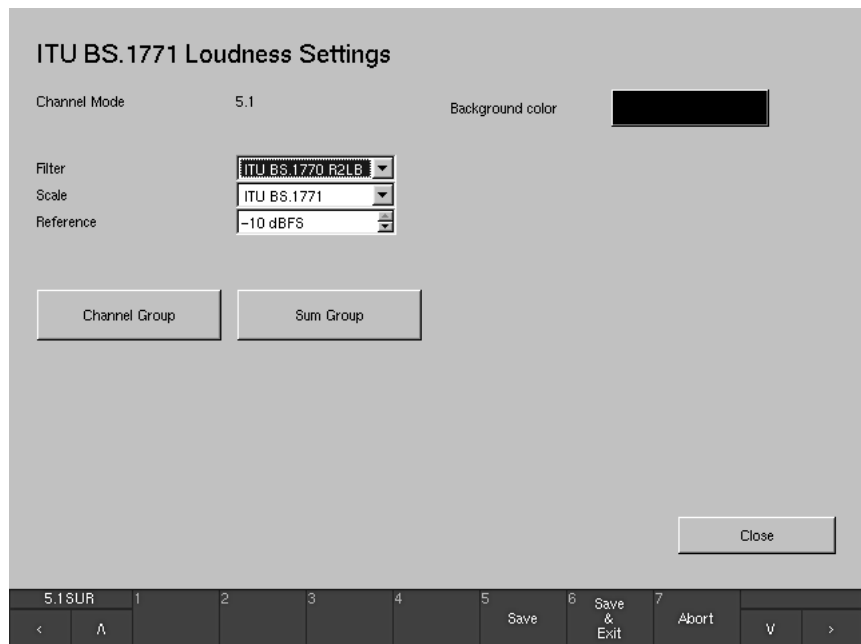 ITU BS.1771 Loudness Settings
Channel Mode 5.1 Background color
Filter ITU BS.1770 R2LB
Scale ITU BS.1771
Reference -10 dBFS
Channel Group Sum Group
Close
5.1SUR 1 2 3 4 5 Save 6 Save & Exit 7 Abort
< Λ V >